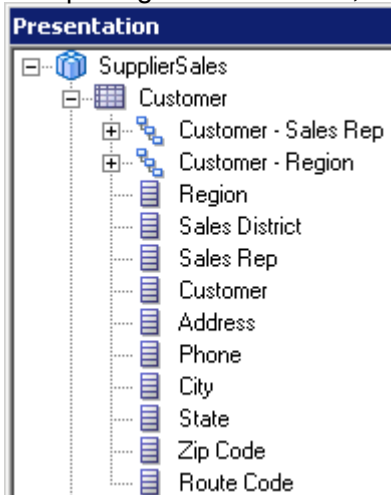 Presentation
SupplierSales
Customer
Customer - Sales Rep
Customer - Region
Region
Sales District
Sales Rep
Customer
Address
Phone
City
State
Zip Code
Route Code